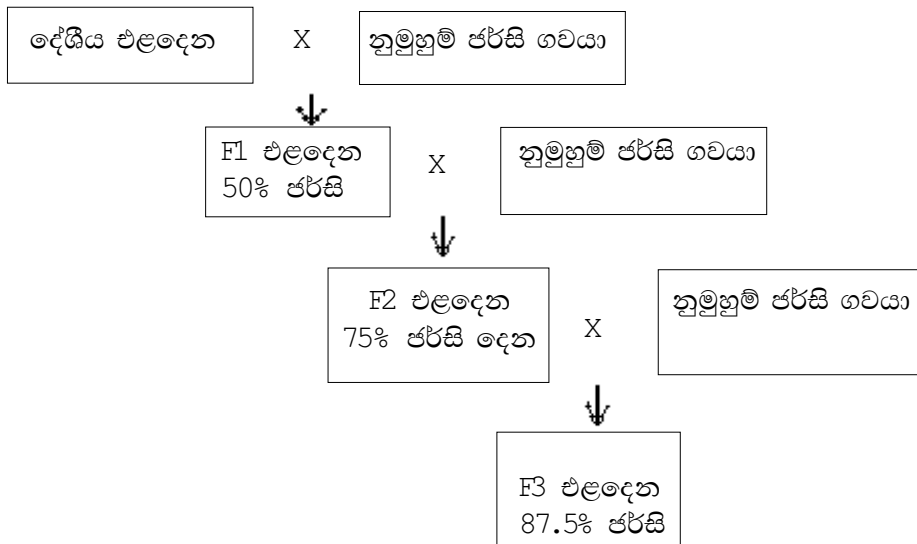 දේශීය එළදෙන X නුමුහුම් ජර්සි ගවයා
F1 එළදෙන
50% ජර්සි
X නුමුහුම් ජර්සි ගවයා
F2 එළදෙන
75% ජර්සි දෙන
X නුමුහුම් ජර්සි ගවයා
F3 එළදෙන
87.5% ජර්සි